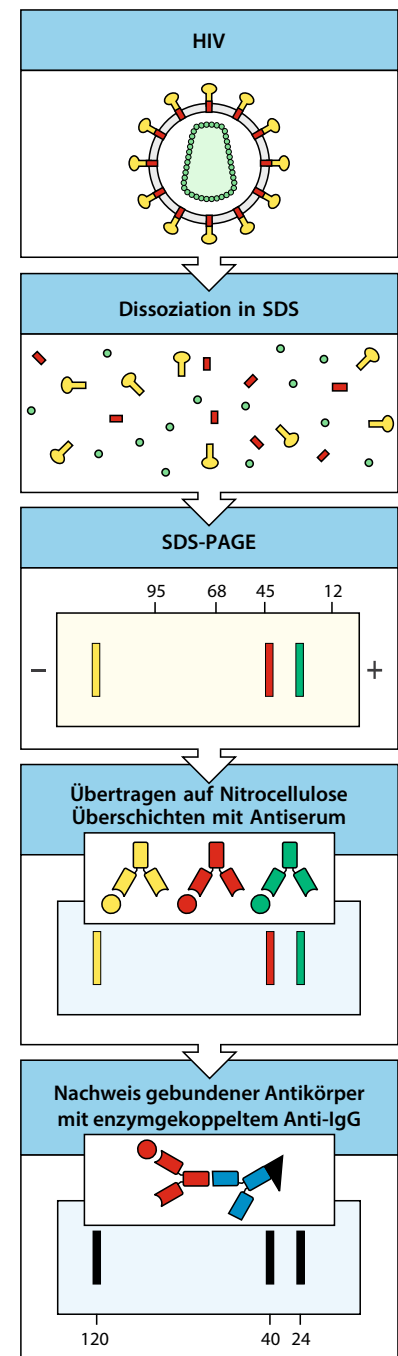 HIV
Dissoziation in SDS
SDS-PAGE
95 68 45 12
– +
Übertragen auf Nitrocellulose
Überschichten mit Antiserum
Nachweis gebundener Antikörper
mit enzymgekoppeltem Anti-IgG
120 40 24